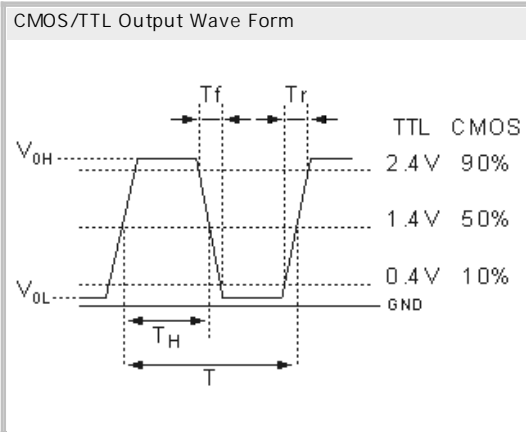 CMOS/TTL Output Wave Form
Tf Tr
TTL CMOS
V0H
2.4V 90%
1.4V 50%
0.4V 10%
V0L
GND
TH
T